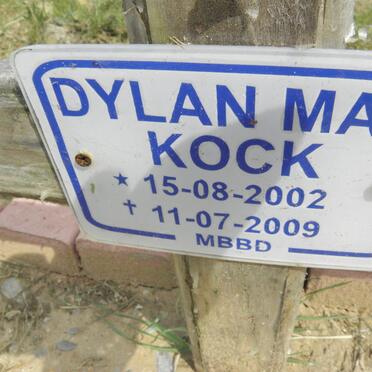 DYLAN MA
KOCK
★ 15-08-2002
✝ 11-07-2009
MBBD